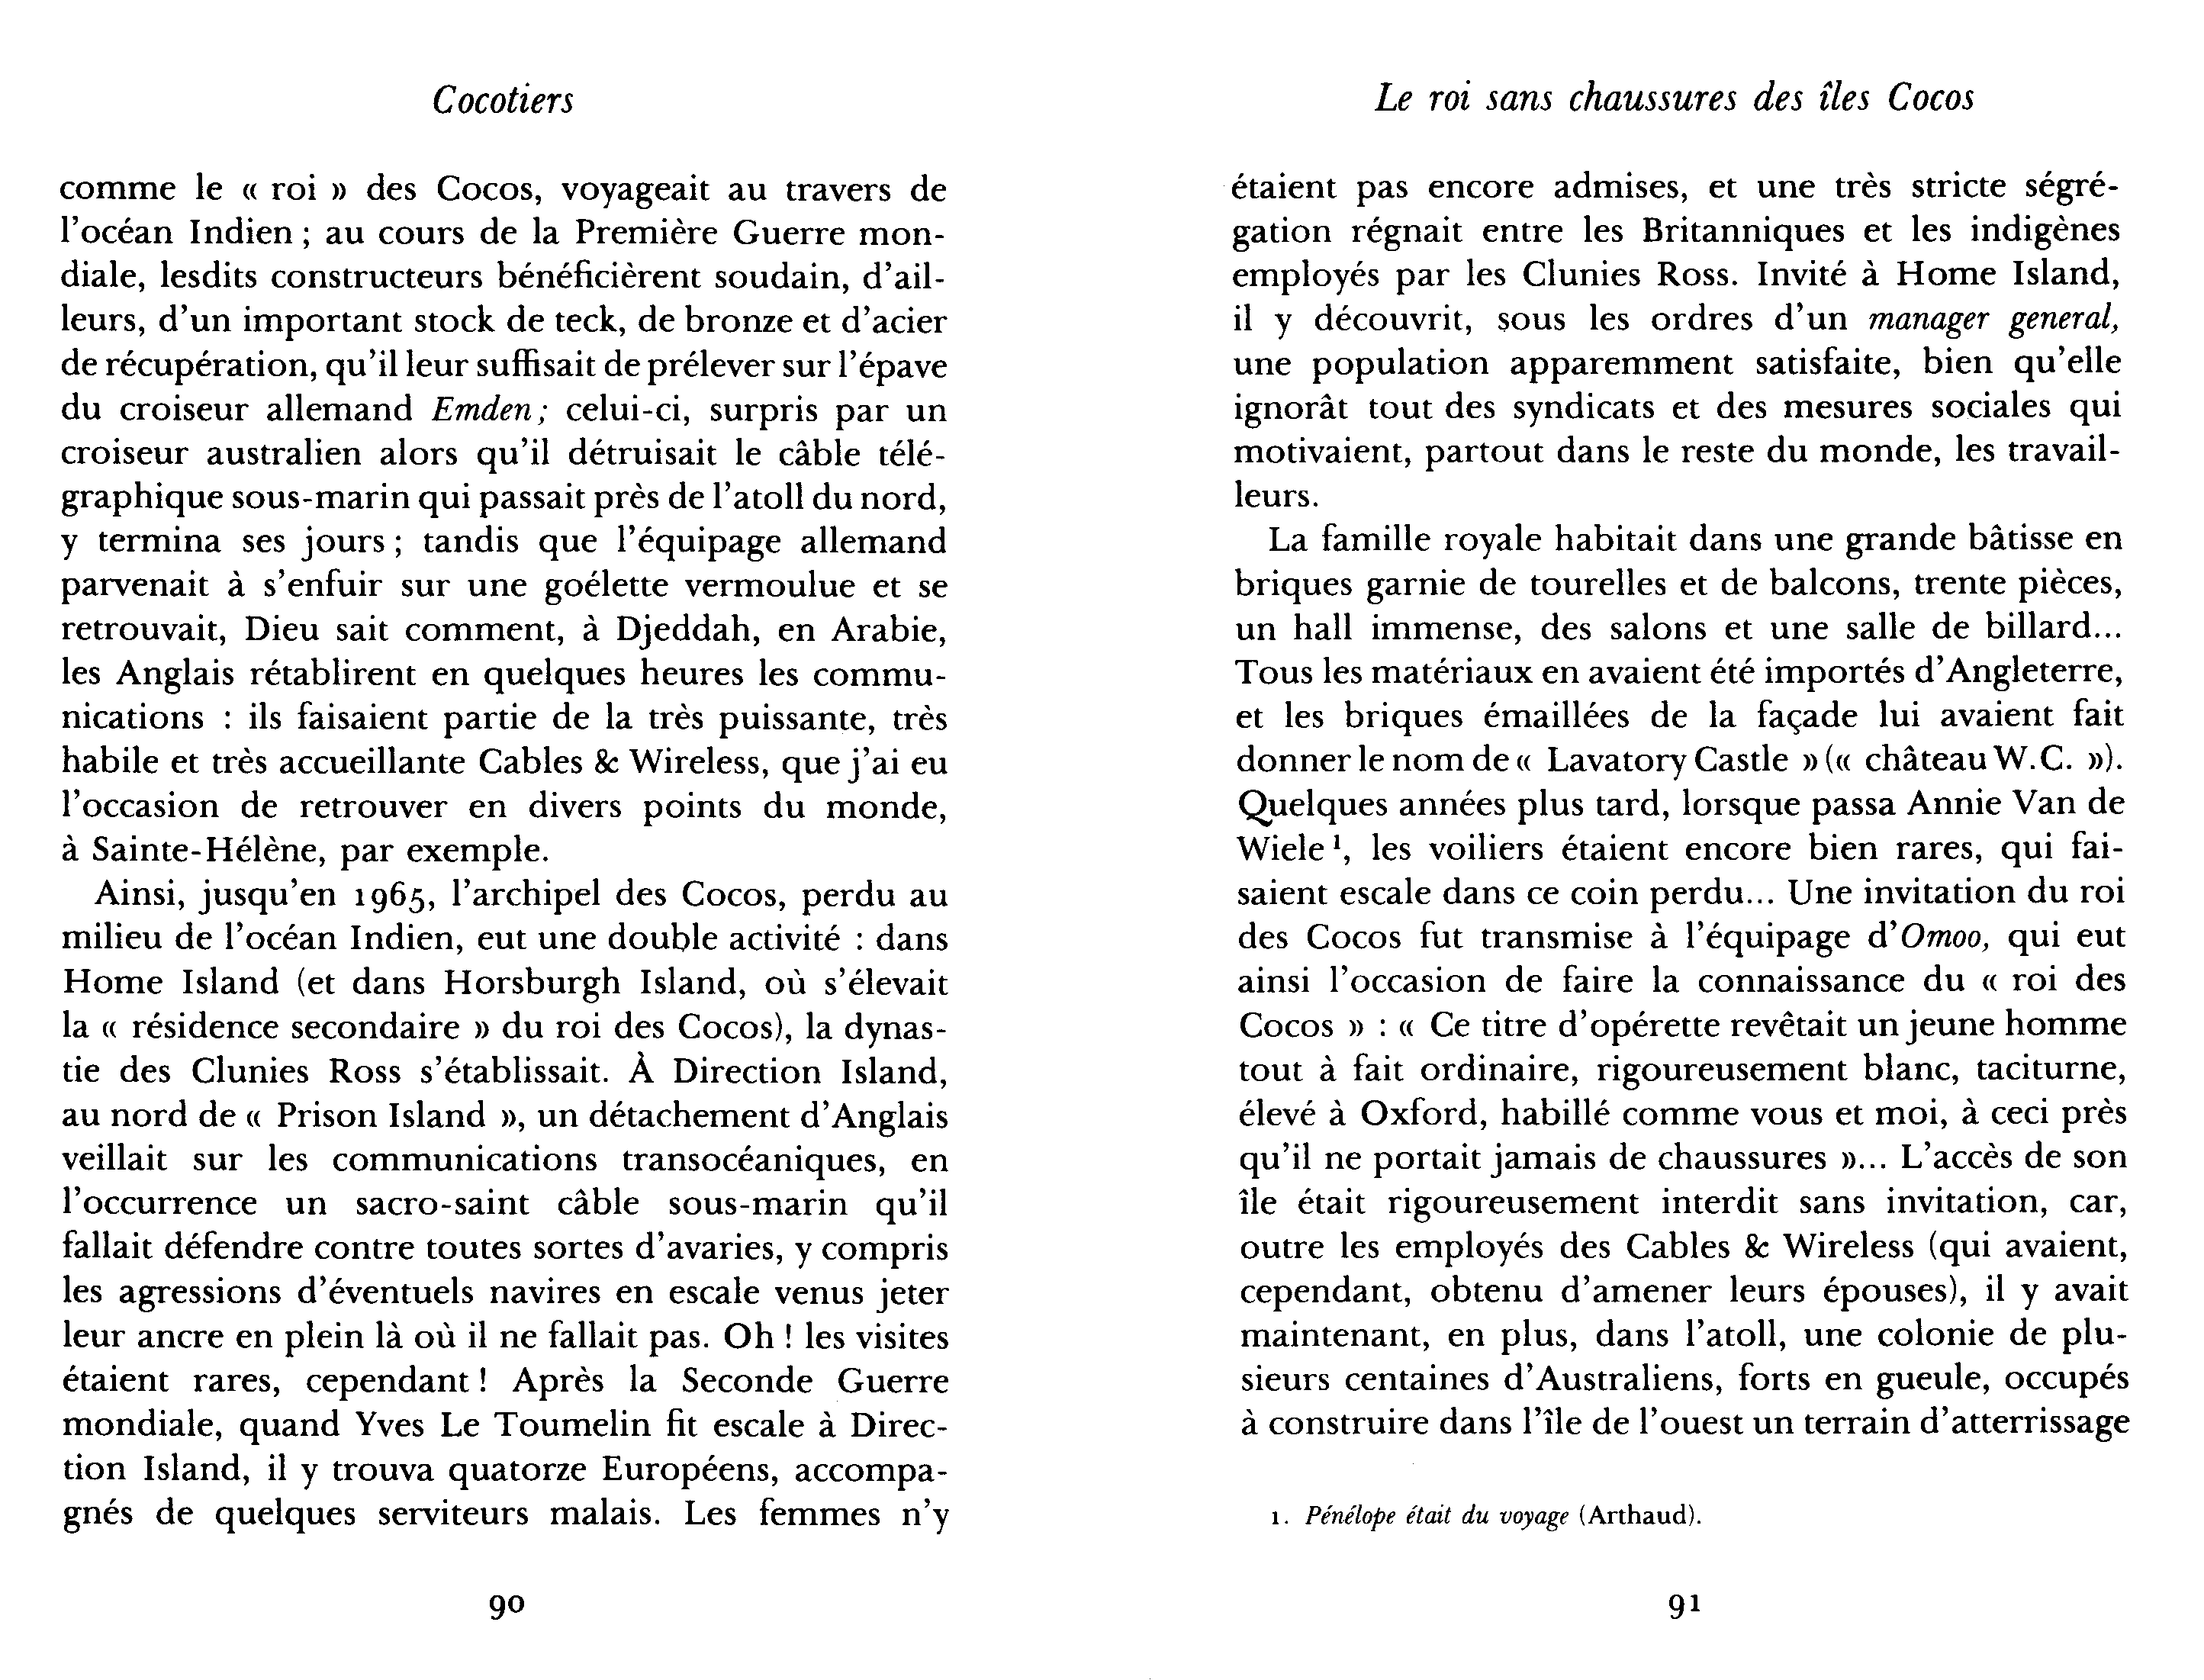 Cocotiers
comme le « roi » des Cocos, voyageait au travers de
l'océan Indien ; au cours de la Première Guerre mon-
diale, lesdits constructeurs bénéficièrent soudain, d'ail-
leurs, d'un important stock de teck, de bronze et d'acier
de récupération, qu'il leur suffisait de prélever sur l'épave
du croiseur allemand Emden ; celui-ci, surpris par un
croiseur australien alors qu'il détruisait le câble télé-
graphique sous-marin qui passait près de l'atoll du nord,
y termina ses jours ; tandis que l'équipage allemand
parvenait à s'enfuir sur une goélette vermoulue et se
retrouvait, Dieu sait comment, à Djeddah, en Arabie,
les Anglais rétablirent en quelques heures les commu-
nications : ils faisaient partie de la très puissante, très
habile et très accueillante Cables & Wireless, que j'ai eu
l'occasion de retrouver en divers points du monde,
à Sainte-Hélène, par exemple.
Ainsi, jusqu'en 1965, l'archipel des Cocos, perdu au
milieu de l'océan Indien, eut une double activité : dans
Home Island (et dans Horsburgh Island, où s'élevait
la « résidence secondaire » du roi des Cocos), la dynas-
tie des Clunies Ross s'établissait. À Direction Island,
au nord de « Prison Island », un détachement d'Anglais
veillait sur les communications transocéaniques, en
l'occurrence un sacro-saint câble sous-marin qu'il
fallait défendre contre toutes sortes d'avaries, y compris
les agressions d'éventuels navires en escale venus jeter
leur ancre en plein là où il ne fallait pas. Oh ! les visites
étaient rares, cependant ! Après la Seconde Guerre
mondiale, quand Yves Le Toumelin fit escale à Direc-
tion Island, il y trouva quatorze Européens, accompa-
gnés de quelques serviteurs malais. Les femmes n'y
90
Le roi sans chaussures des îles Cocos
étaient pas encore admises, et une très stricte ségré-
gation régnait entre les Britanniques et les indigènes
employés par les Clunies Ross. Invité à Home Island,
il y découvrit, sous les ordres d'un manager general,
une population apparemment satisfaite, bien qu'elle
ignorât tout des syndicats et des mesures sociales qui
motivaient, partout dans le reste du monde, les travail-
leurs.
La famille royale habitait dans une grande bâtisse en
briques garnie de tourelles et de balcons, trente pièces,
un hall immense, des salons et une salle de billard...
Tous les matériaux en avaient été importés d'Angleterre,
et les briques émaillées de la façade lui avaient fait
donner le nom de « Lavatory Castle » (« château W.C. »).
Quelques années plus tard, lorsque passa Annie Van de
Wiele ¹, les voiliers étaient encore bien rares, qui fai-
saient escale dans ce coin perdu... Une invitation du roi
des Cocos fut transmise à l'équipage d'Omoo, qui eut
ainsi l'occasion de faire la connaissance du « roi des
Cocos » : « Ce titre d'opérette revêtait un jeune homme
tout à fait ordinaire, rigoureusement blanc, taciturne,
élevé à Oxford, habillé comme vous et moi, à ceci près
qu'il ne portait jamais de chaussures »... L'accès de son
île était rigoureusement interdit sans invitation, car,
outre les employés des Cables & Wireless (qui avaient,
cependant, obtenu d'amener leurs épouses), il y avait
maintenant, en plus, dans l'atoll, une colonie de plu-
sieurs centaines d'Australiens, forts en gueule, occupés
à construire dans l'île de l'ouest un terrain d'atterrissage
1. Pénélope était du voyage (Arthaud).
91